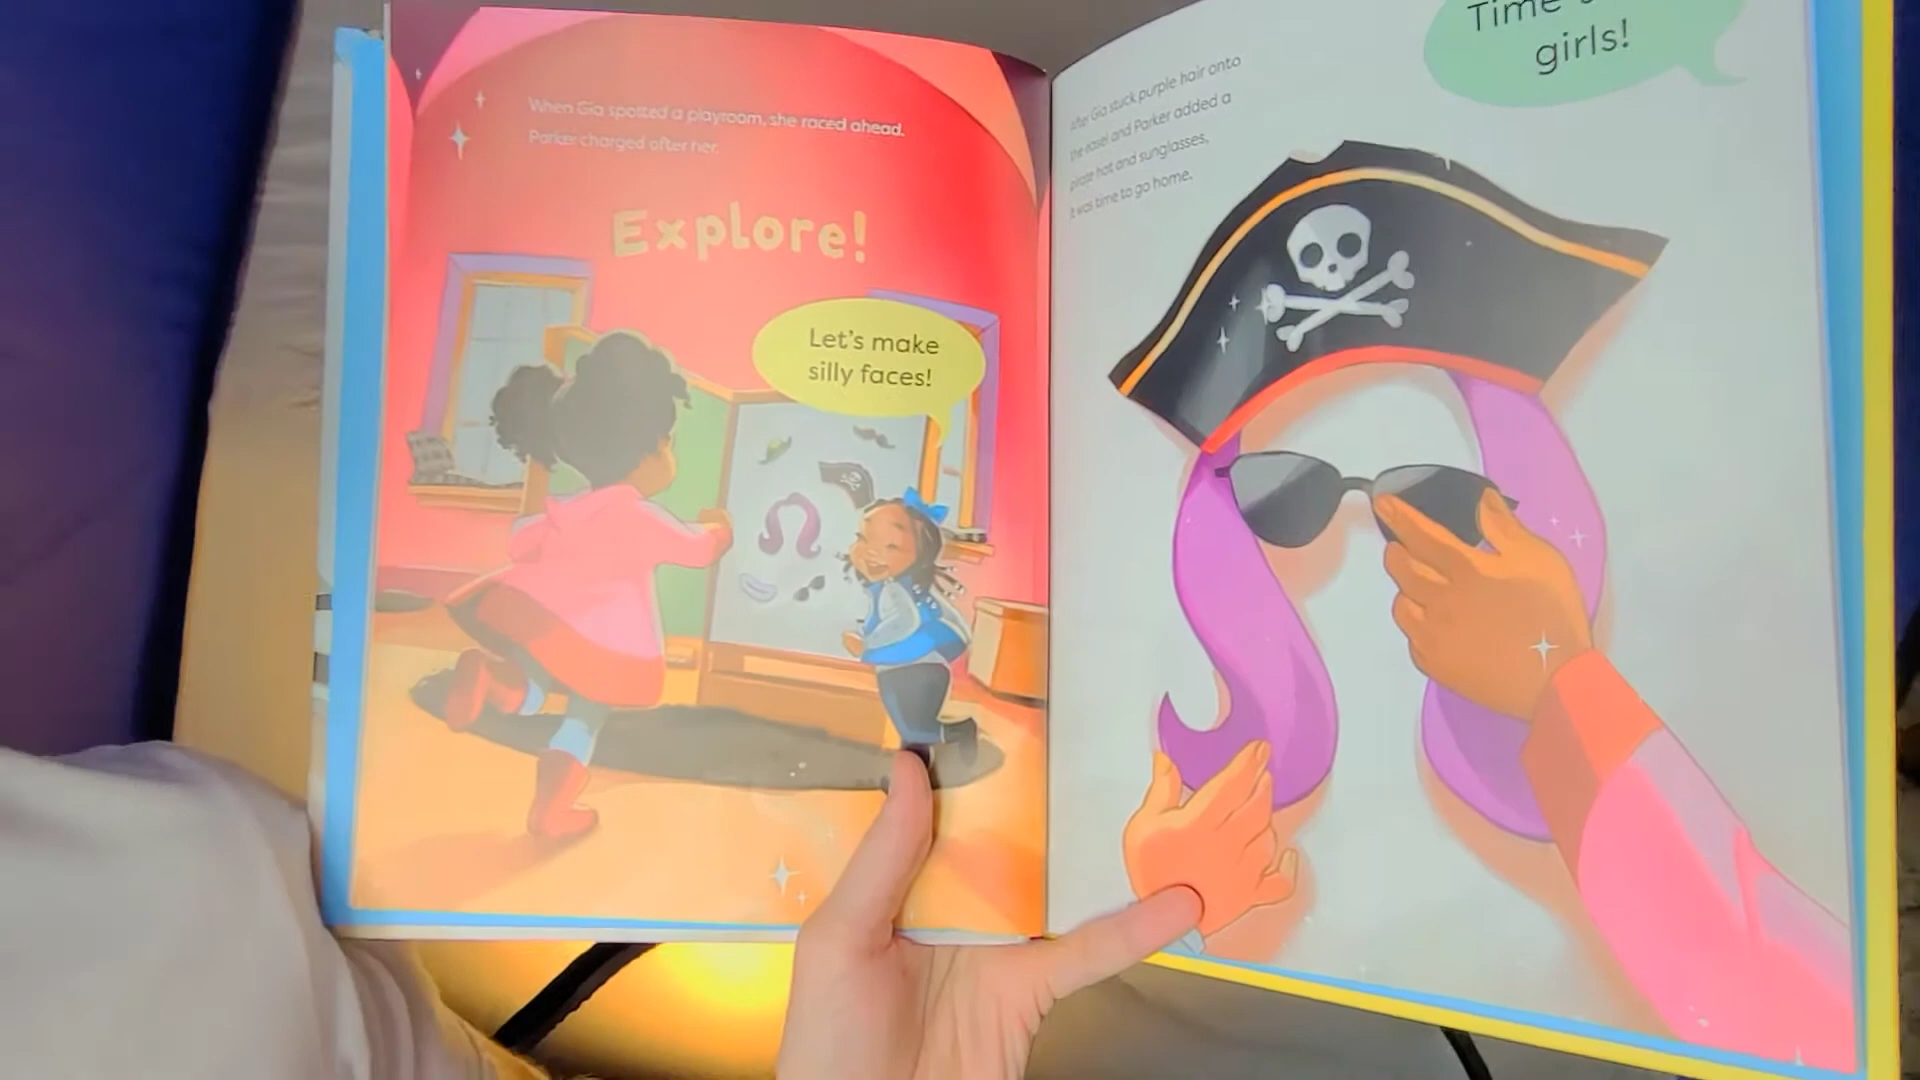 When Gia spotted a playroom, she raced ahead.
Parker charged after her.
Explore!
Let's make
silly faces!
Time
girls!
After Gia stuck purple hair onto
the easel and Parker added a
pirate hat and sunglasses,
it was time to go home.